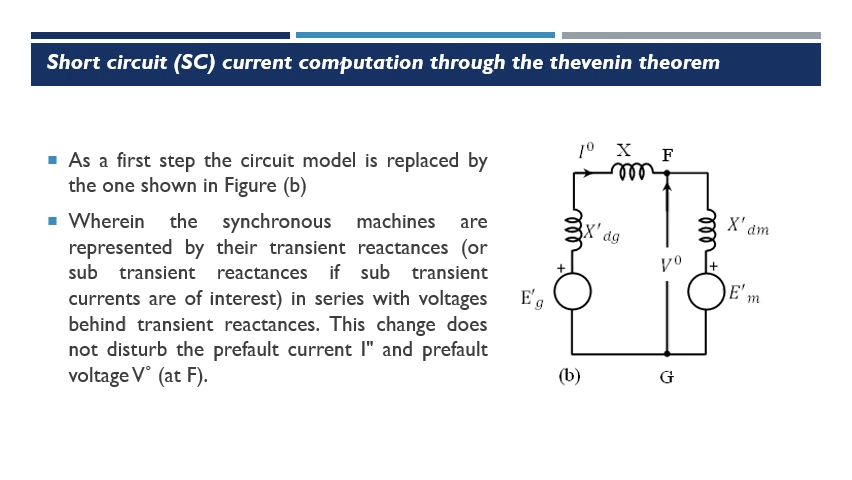 Short circuit (SC) current computation through the thevenin theorem
As a first step the circuit model is replaced by
the one shown in Figure (b)
Wherein the synchronous machines are
represented by their transient reactances (or
sub transient reactances if sub transient
currents are of interest) in series with voltages
behind transient reactances. This change does
not disturb the prefault current I" and prefault
voltage V˚ (at F).
I⁰ X F
X′dg
X′dm
V⁰
+ +
E′g
E′m
(b) G